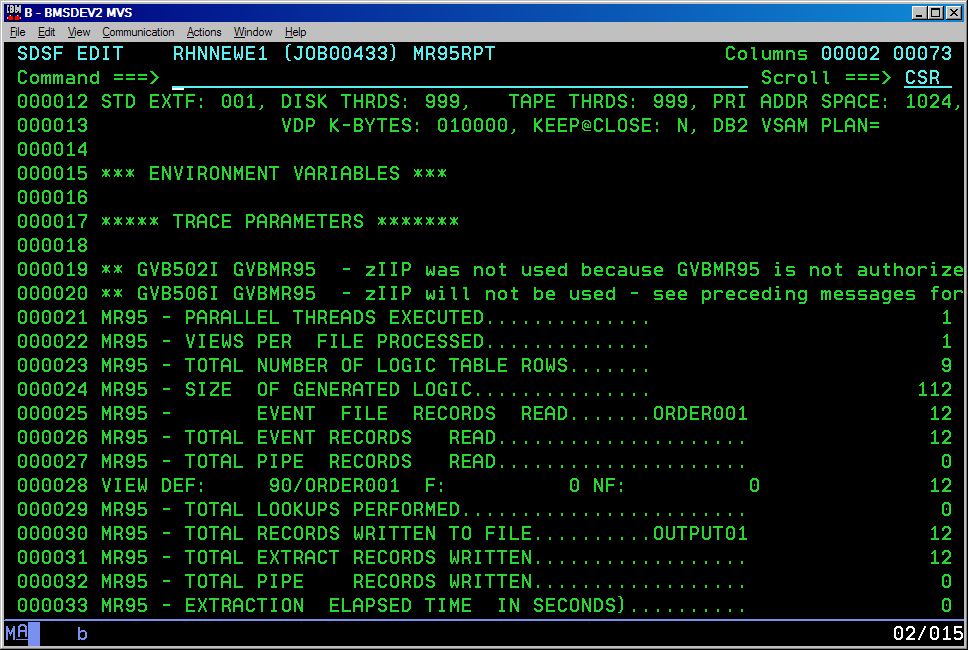 B - BMSDEV2 MVS
File Edit View Communication Actions Window Help
SDSF EDIT    RHNNEWE1 (JOB00433) MR95RPT                   Columns 00002 00073
Command ===>                                                  Scroll ===> CSR
000012 STD EXTF: 001, DISK THRDS: 999,   TAPE THRDS: 999, PRI ADDR SPACE: 1024,
000013                VDP K-BYTES: 010000, KEEP@CLOSE: N, DB2 VSAM PLAN=
000014
000015 *** ENVIRONMENT VARIABLES ***
000016
000017 ***** TRACE PARAMETERS *******
000018
000019 ** GVB502I GVBMR95  - zIIP was not used because GVBMR95 is not authorize
000020 ** GVB506I GVBMR95  - zIIP will not be used - see preceding messages for
000021 MR95 - PARALLEL THREADS EXECUTED..............                        1
000022 MR95 - VIEWS PER  FILE PROCESSED..............                        1
000023 MR95 - TOTAL NUMBER OF LOGIC TABLE ROWS.......                        9
000024 MR95 - SIZE  OF GENERATED LOGIC...............                      112
000025 MR95 -       EVENT  FILE  RECORDS  READ.......ORDER001               12
000026 MR95 - TOTAL EVENT RECORDS   READ.....................               12
000027 MR95 - TOTAL PIPE  RECORDS   READ.....................                0
000028 VIEW DEF:     90/ORDER001  F:          0 NF:          0              12
000029 MR95 - TOTAL LOOKUPS PERFORMED........................                0
000030 MR95 - TOTAL RECORDS WRITTEN TO FILE..........OUTPUT01               12
000031 MR95 - TOTAL EXTRACT RECORDS WRITTEN..................               12
000032 MR95 - TOTAL PIPE    RECORDS WRITTEN..................                0
000033 MR95 - EXTRACTION  ELAPSED TIME  IN SECONDS)..........                0
MA b 02/015